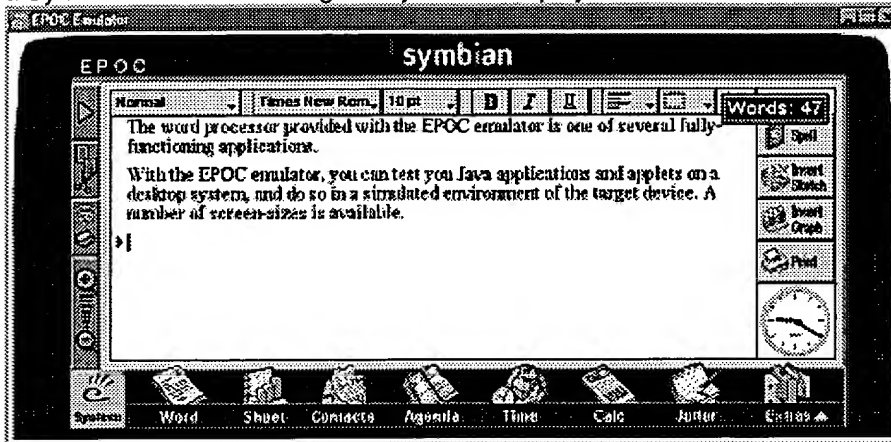 EPOC Emulator
symbian
EPOC
Normal Times New Rom 10 pt B I U
Words: 47
The word processor provided with the EPOC emulator is one of several fully-
functioning applications.
Spell
With the EPOC emulator, you can test you Java applications and applets on a
desktop system, and do so in a simulated environment of the target device. A
number of screen-sizes is available.
Insert
Sketch
Insert
Graph
Print
System Word Sheet Contacts Agenda Time Calc Jotter Extras